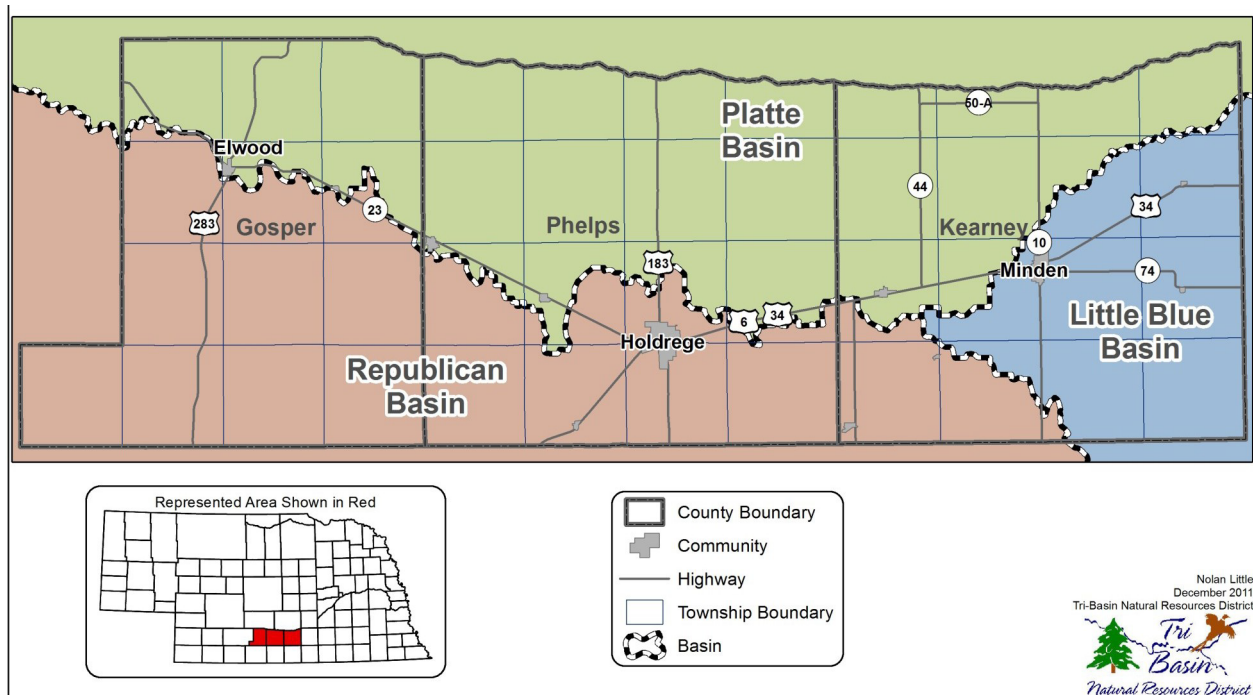 50-A
Platte
Basin
Elwood
44
34
23
283
Gosper
Phelps
Kearney
10
183
Minden
74
6
34
Little Blue
Basin
Holdrege
Republican
Basin
Represented Area Shown in Red
County Boundary
Community
Highway
Township Boundary
Basin
Nolan Little
December 2011
Tri-Basin Natural Resources District
Tri
Basin
Natural Resources District